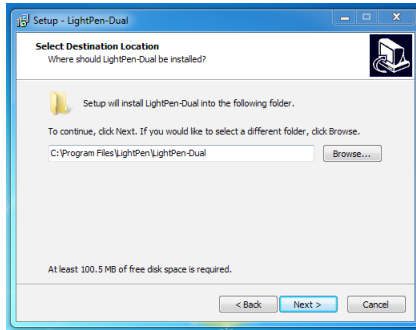 Setup - LightPen-Dual
Select Destination Location
Where should LightPen-Dual be installed?
Setup will install LightPen-Dual into the following folder.
To continue, click Next. If you would like to select a different folder, click Browse.
C:\Program Files\LightPen\LightPen-Dual
Browse...
At least 100.5 MB of free disk space is required.
< Back
Next >
Cancel